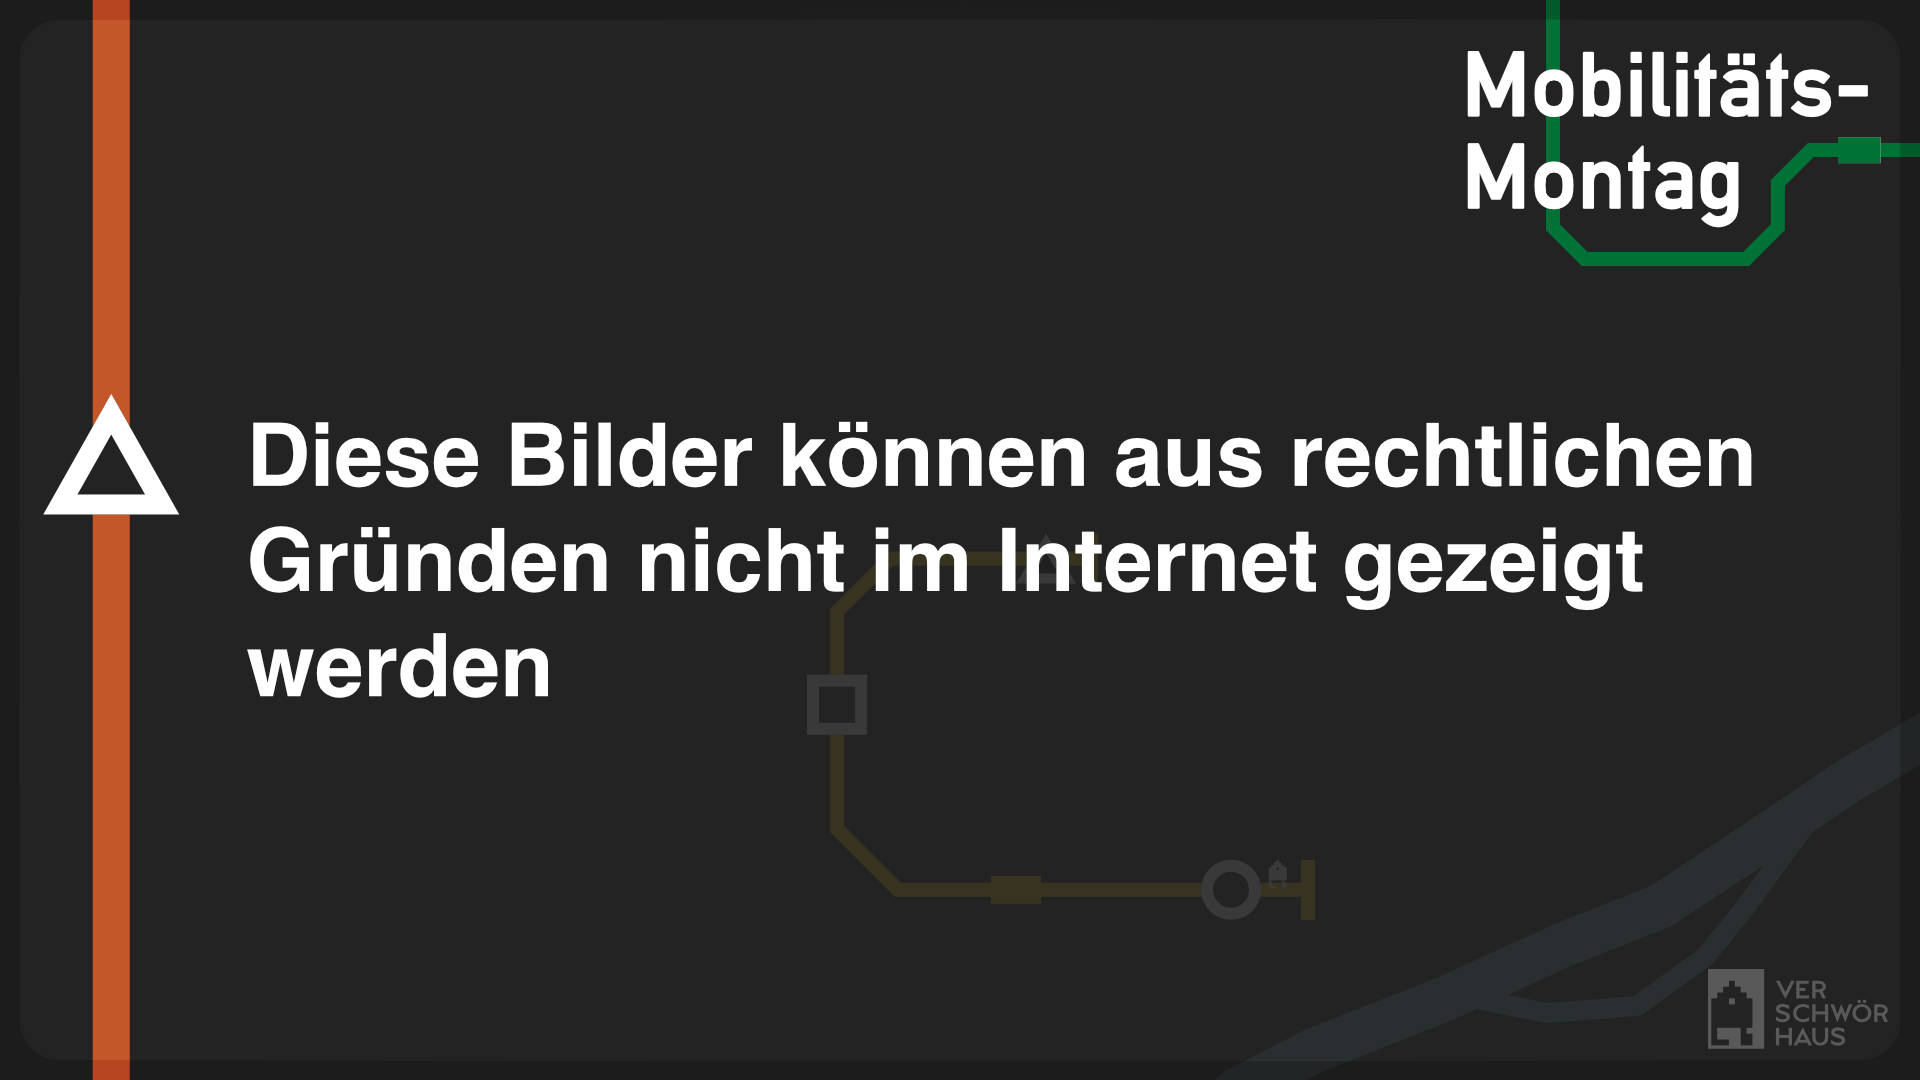 Mobilitäts-
Montag
Diese Bilder können aus rechtlichen
Gründen nicht im Internet gezeigt
werden
VER
SCHWÖR
HAUS